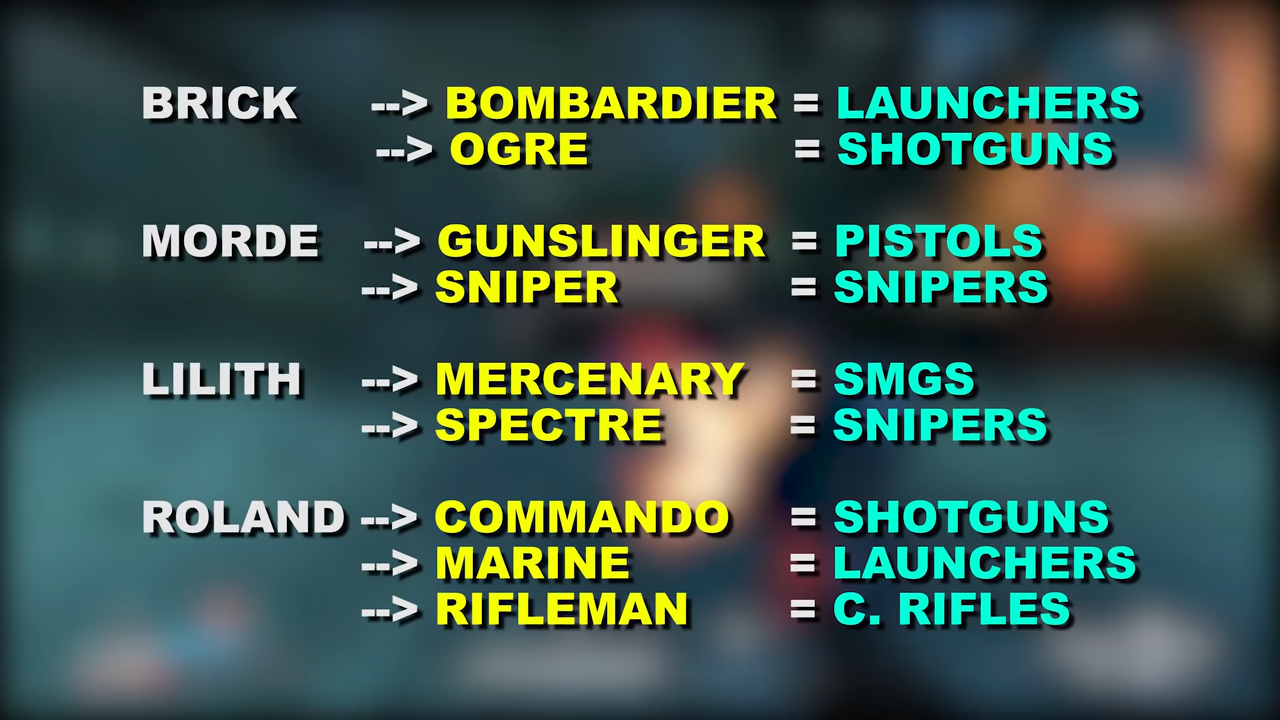 BRICK --> BOMBARDIER = LAUNCHERS
--> OGRE = SHOTGUNS
MORDE --> GUNSLINGER = PISTOLS
--> SNIPER = SNIPERS
LILITH --> MERCENARY = SMGS
--> SPECTRE = SNIPERS
ROLAND --> COMMANDO = SHOTGUNS
--> MARINE = LAUNCHERS
--> RIFLEMAN = C. RIFLES